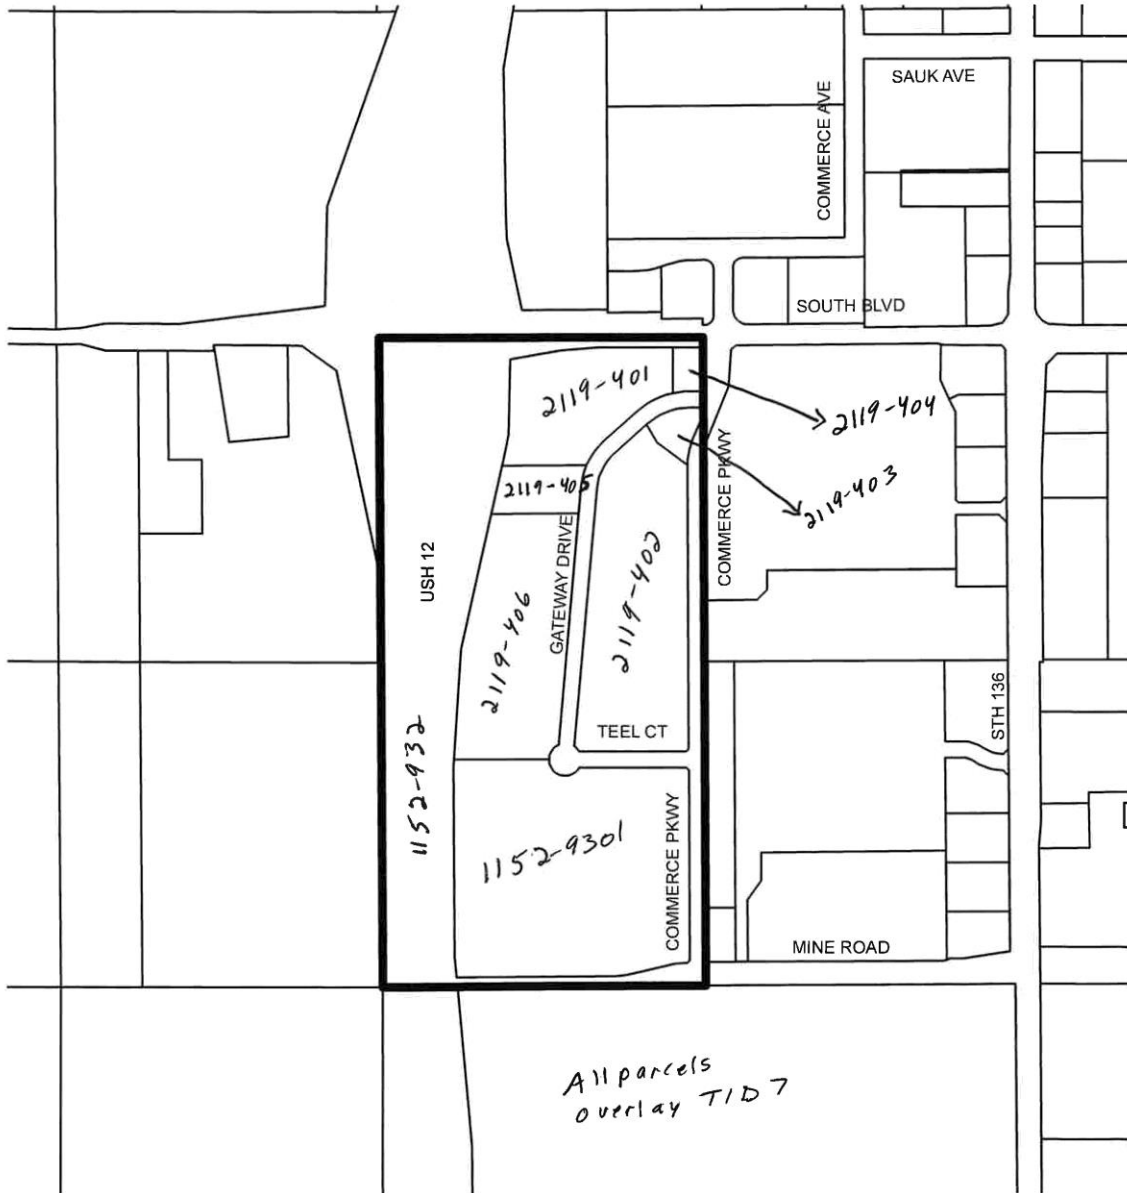 SAUK AVE
COMMERCE AVE
SOUTH BLVD
2119-401
2119-404
2119-403
2119-405
COMMERCE PKWY
USH 12
GATEWAY DRIVE
2119-402
2119-406
TEEL CT
STH 136
1152-932
1152-9301
COMMERCE PKWY
MINE ROAD
All parcels
overlay TID 7